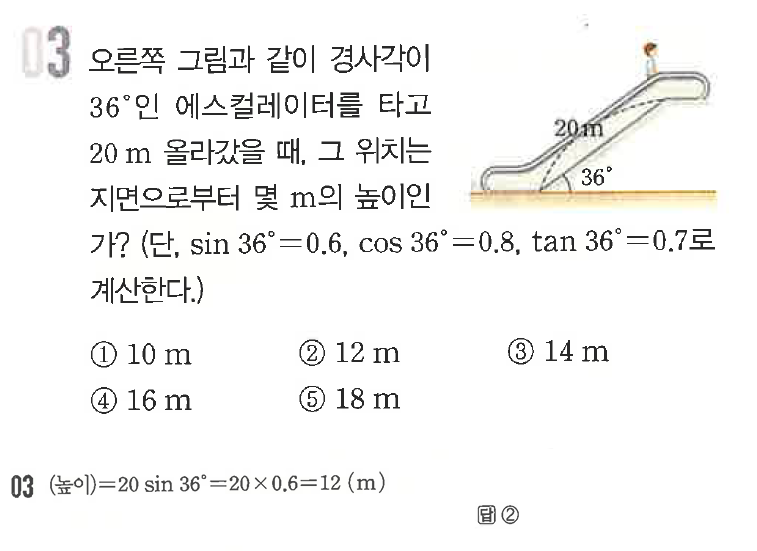 03 오른쪽 그림과 같이 경사각이
36°인 에스컬레이터를 타고
20 m 올라갔을 때, 그 위치는
지면으로부터 몇 m의 높이인
가? (단, sin 36°=0.6, cos 36°=0.8, tan 36°=0.7로
계산한다.)
20 m
36°
① 10 m ② 12 m ③ 14 m
④ 16 m ⑤ 18 m
03 (높이)=20 sin 36°=20×0.6=12 (m)
답 ②